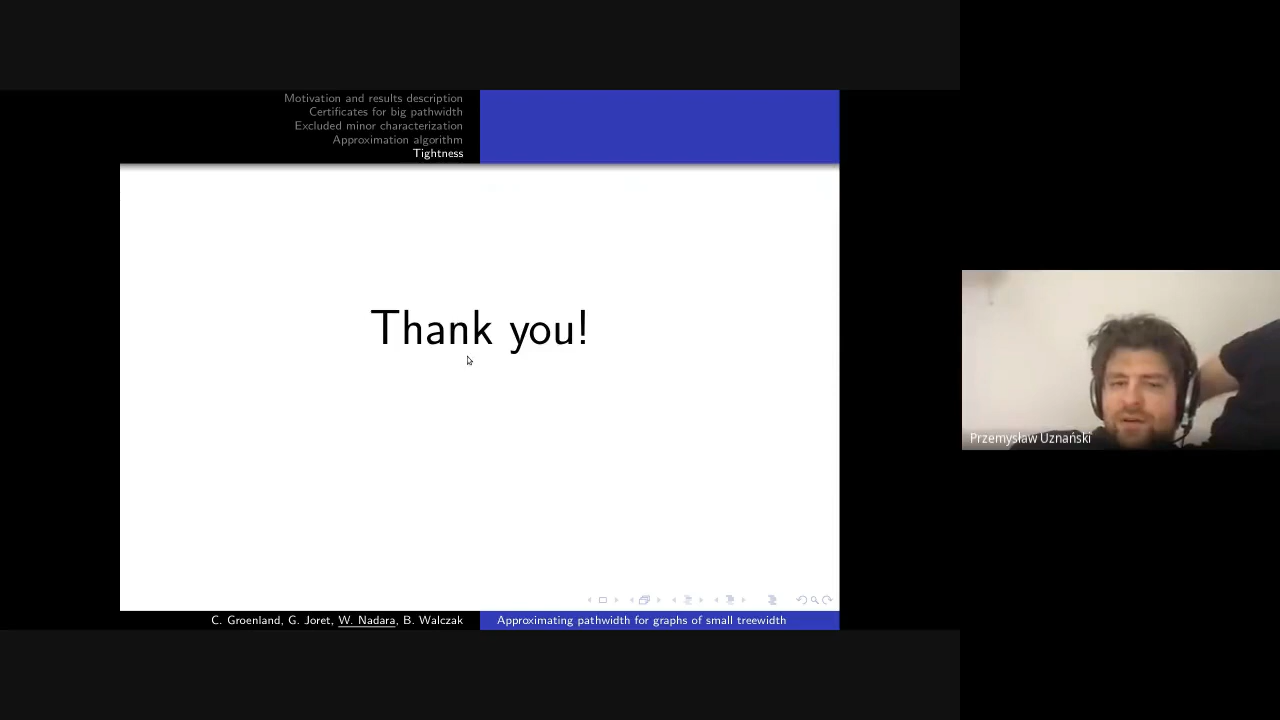 Motivation and results description
Certificates for big pathwidth
Excluded minor characterization
Approximation algorithm
Tightness
Thank you!
C. Groenland, G. Joret, W. Nadara, B. Walczak
Approximating pathwidth for graphs of small treewidth
Przemysław Uznański